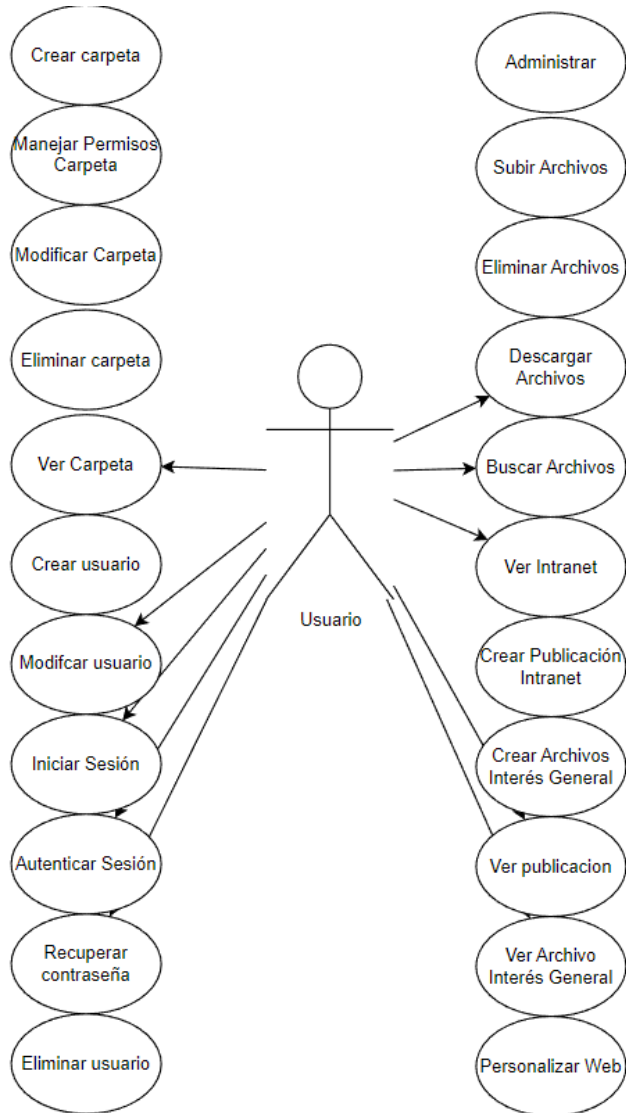 Crear carpeta
Manejar Permisos
Carpeta
Modificar Carpeta
Eliminar carpeta
Ver Carpeta
Crear usuario
Modifcar usuario
Iniciar Sesión
Autenticar Sesión
Recuperar
contraseña
Eliminar usuario
Usuario
Administrar
Subir Archivos
Eliminar Archivos
Descargar
Archivos
Buscar Archivos
Ver Intranet
Crear Publicación
Intranet
Crear Archivos
Interés General
Ver publicacion
Ver Archivo
Interés General
Personalizar Web